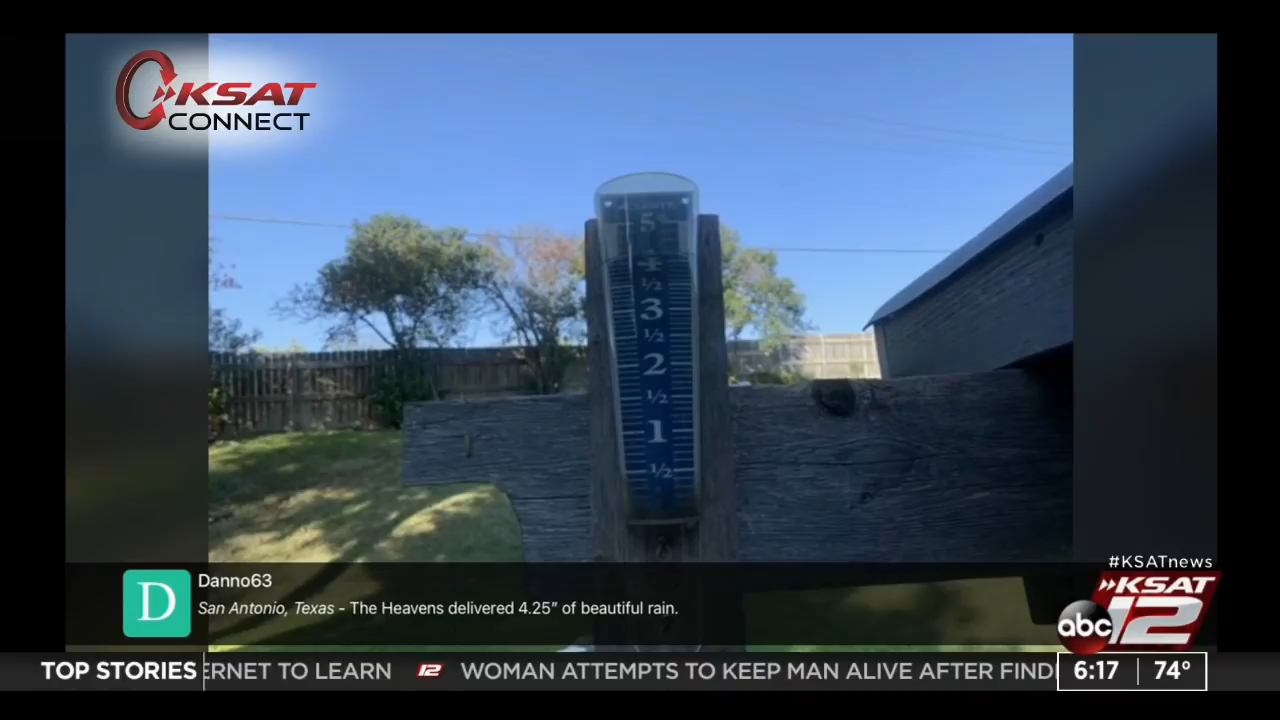 KSAT
CONNECT
5
4
½
3
½
2
½
1
½
#KSATnews
Danno63
San Antonio, Texas - The Heavens delivered 4.25” of beautiful rain.
KSAT
abc 12
TOP STORIES ERNET TO LEARN 12 WOMAN ATTEMPTS TO KEEP MAN ALIVE AFTER FIND 6:17 74°